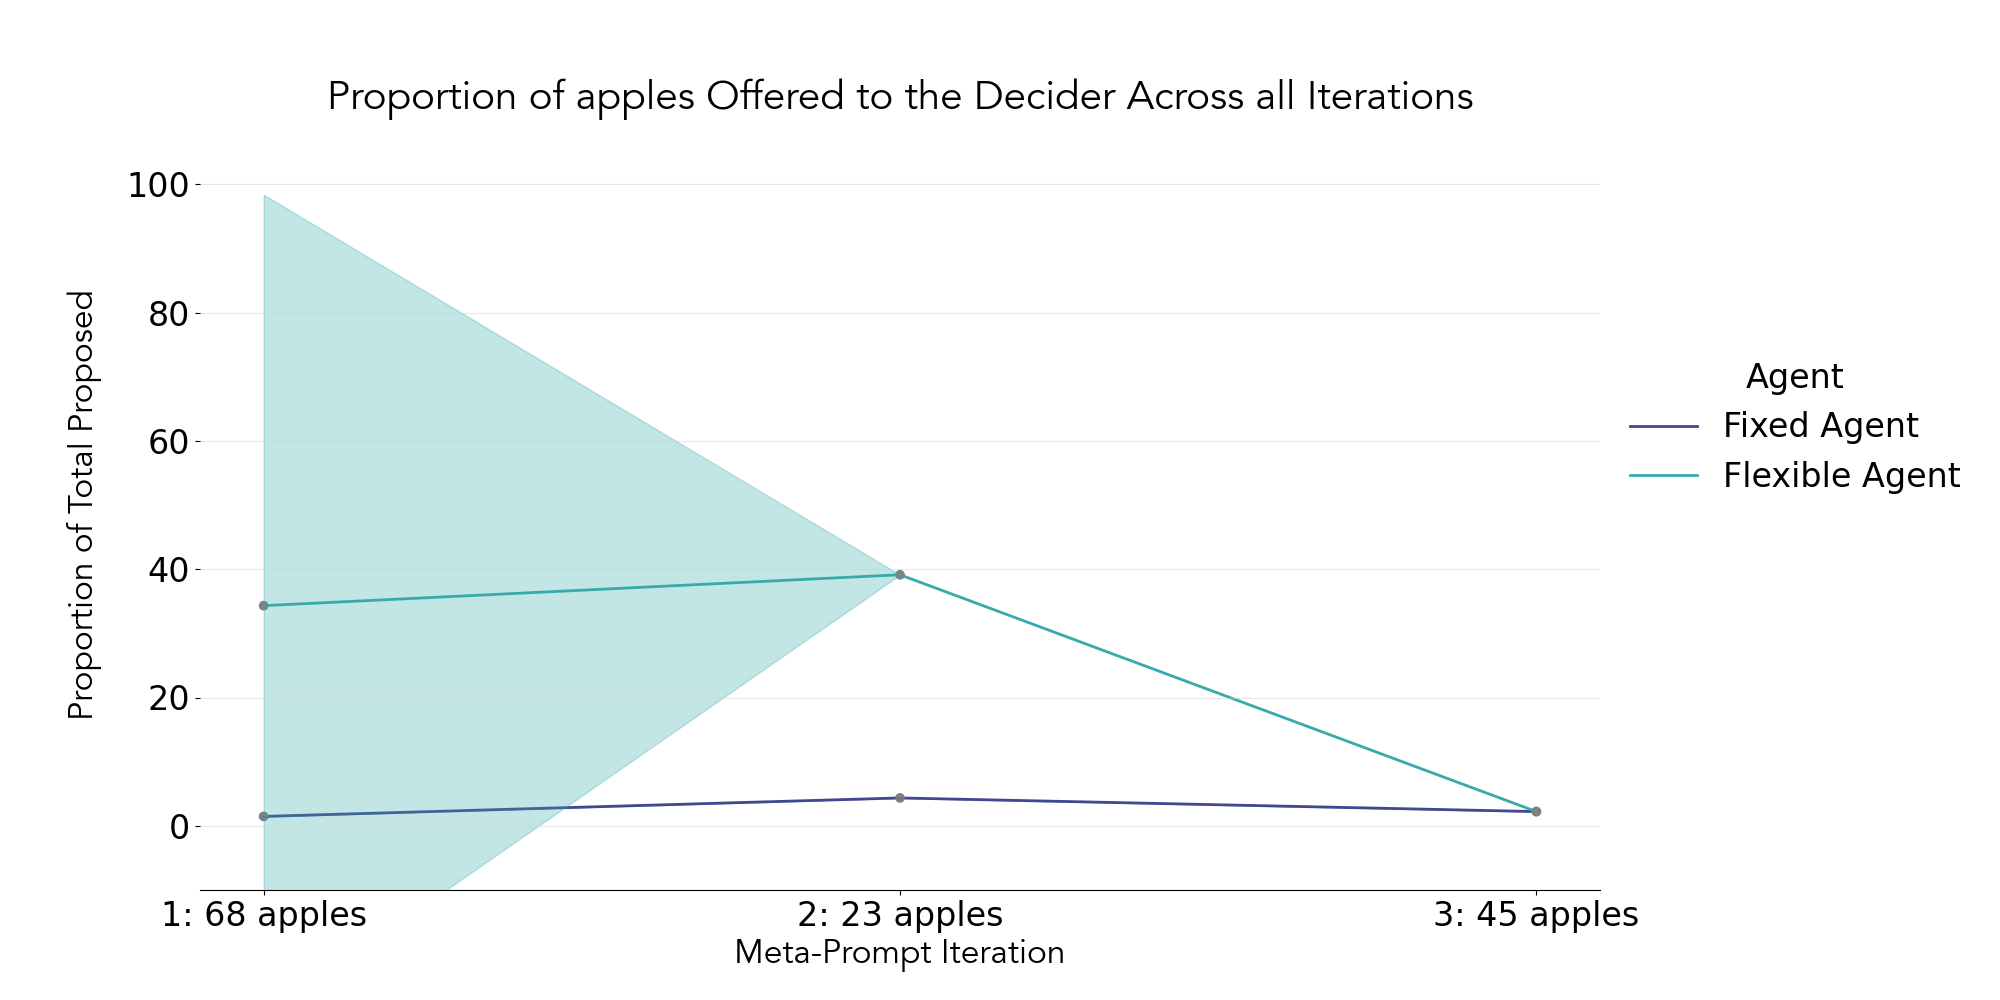 Proportion of apples Offered to the Decider Across all Iterations
Proportion of Total Proposed
100
80
60
40
20
0
1: 68 apples
2: 23 apples
3: 45 apples
Meta-Prompt Iteration
Agent
Fixed Agent
Flexible Agent